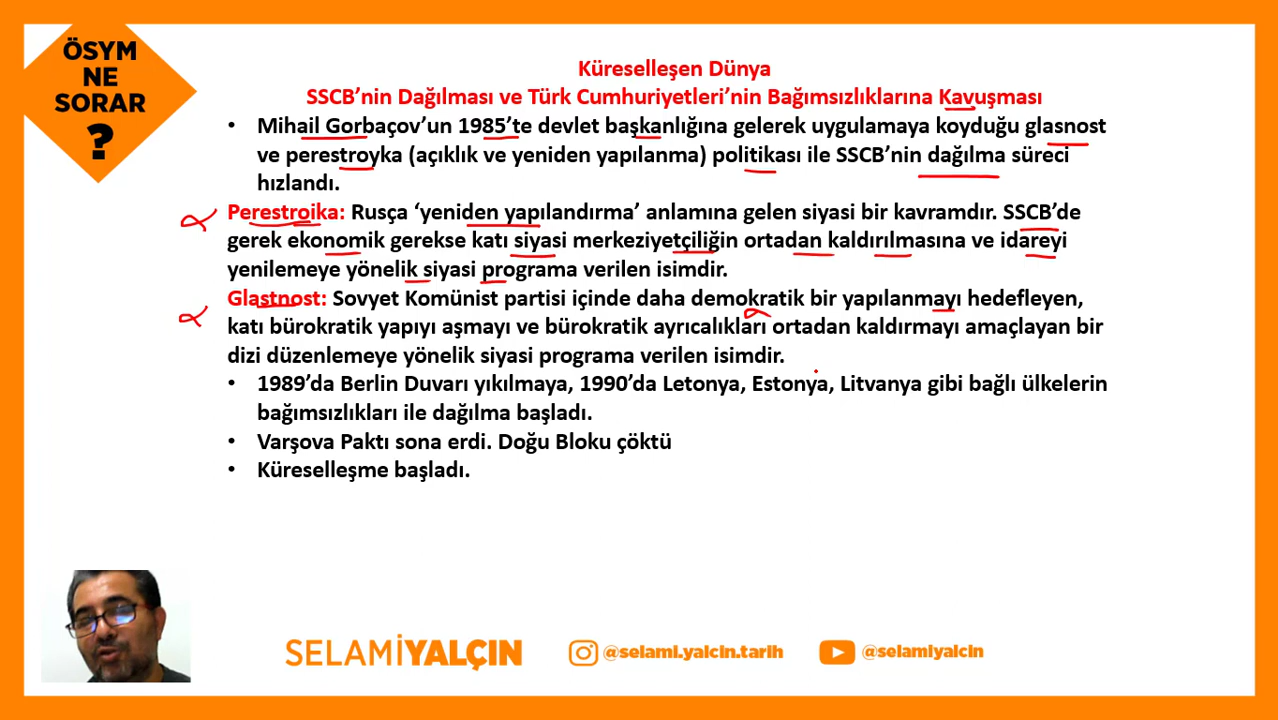 ÖSYM
NE
SORAR
?
Küreselleşen Dünya
SSCB'nin Dağılması ve Türk Cumhuriyetleri'nin Bağımsızlıklarına Kavuşması
• Mihail Gorbaçov'un 1985'te devlet başkanlığına gelerek uygulamaya koyduğu glasnost
ve perestroyka (açıklık ve yeniden yapılanma) politikası ile SSCB'nin dağılma süreci
hızlandı.
Perestroika: Rusça 'yeniden yapılandırma' anlamına gelen siyasi bir kavramdır. SSCB'de
gerek ekonomik gerekse katı siyasi merkeziyetçiliğin ortadan kaldırılmasına ve idareyi
yenilemeye yönelik siyasi programa verilen isimdir.
Glastnost: Sovyet Komünist partisi içinde daha demokratik bir yapılanmayı hedefleyen,
katı bürokratik yapıyı aşmayı ve bürokratik ayrıcalıkları ortadan kaldırmayı amaçlayan bir
dizi düzenlemeye yönelik siyasi programa verilen isimdir.
• 1989'da Berlin Duvarı yıkılmaya, 1990'da Letonya, Estonya, Litvanya gibi bağlı ülkelerin
bağımsızlıkları ile dağılma başladı.
• Varşova Paktı sona erdi. Doğu Bloku çöktü
• Küreselleşme başladı.
SELAMİYALÇIN @selami.yalcin.tarih @selamiyalcin